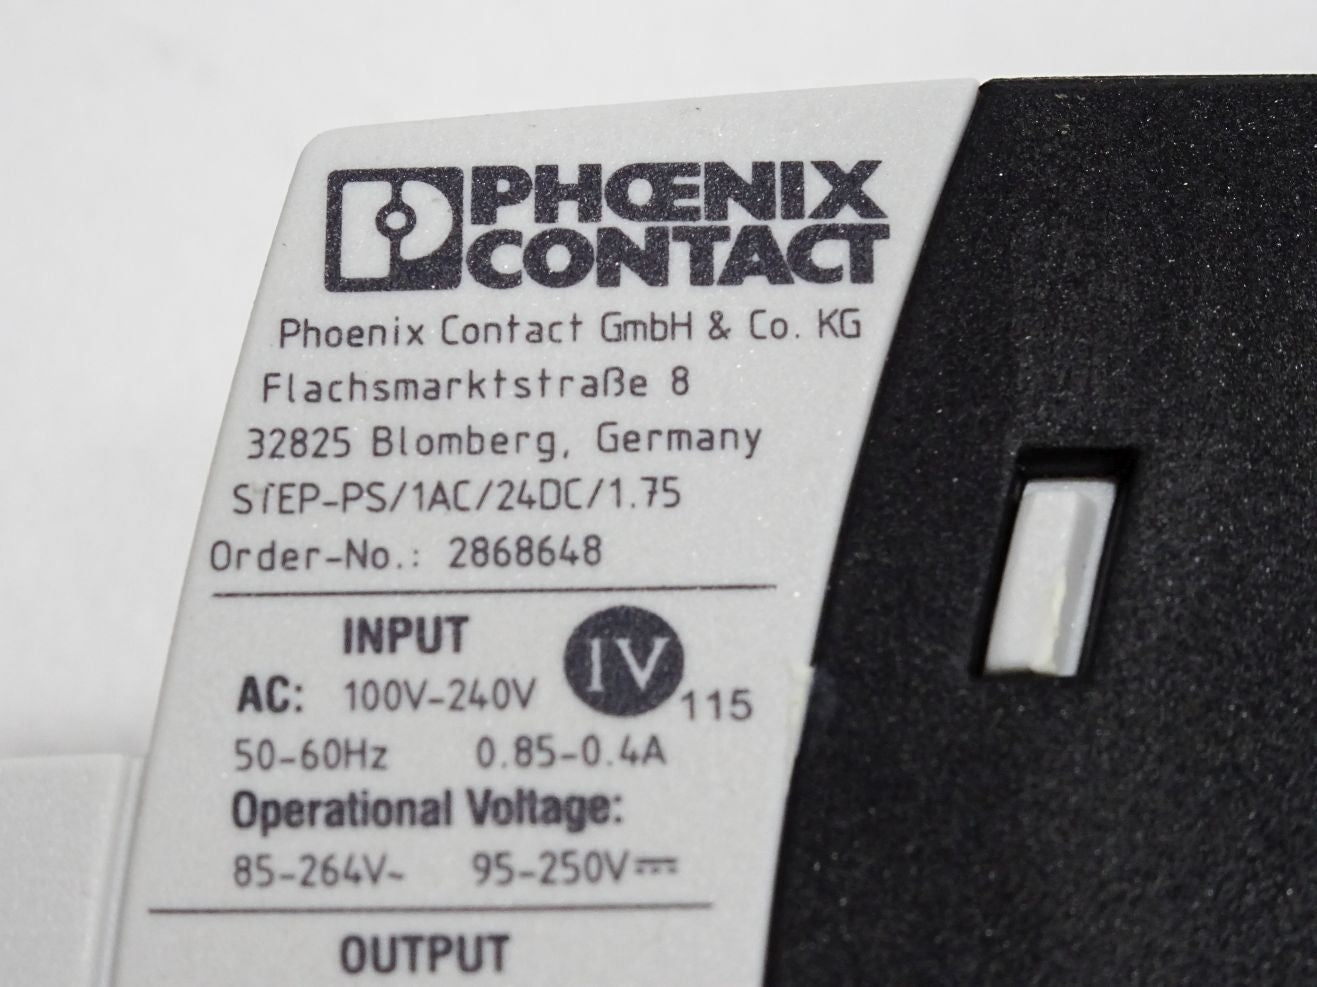 PHŒNIX
CONTACT
Phoenix Contact GmbH & Co. KG
Flachsmarktstraße 8
32825 Blomberg, Germany
STEP-PS/1AC/24DC/1.75
Order-No.: 2868648
INPUT
IV
115
AC: 100V-240V
50-60Hz 0.85-0.4A
Operational Voltage:
85-264V~ 95-250V⎓
OUTPUT